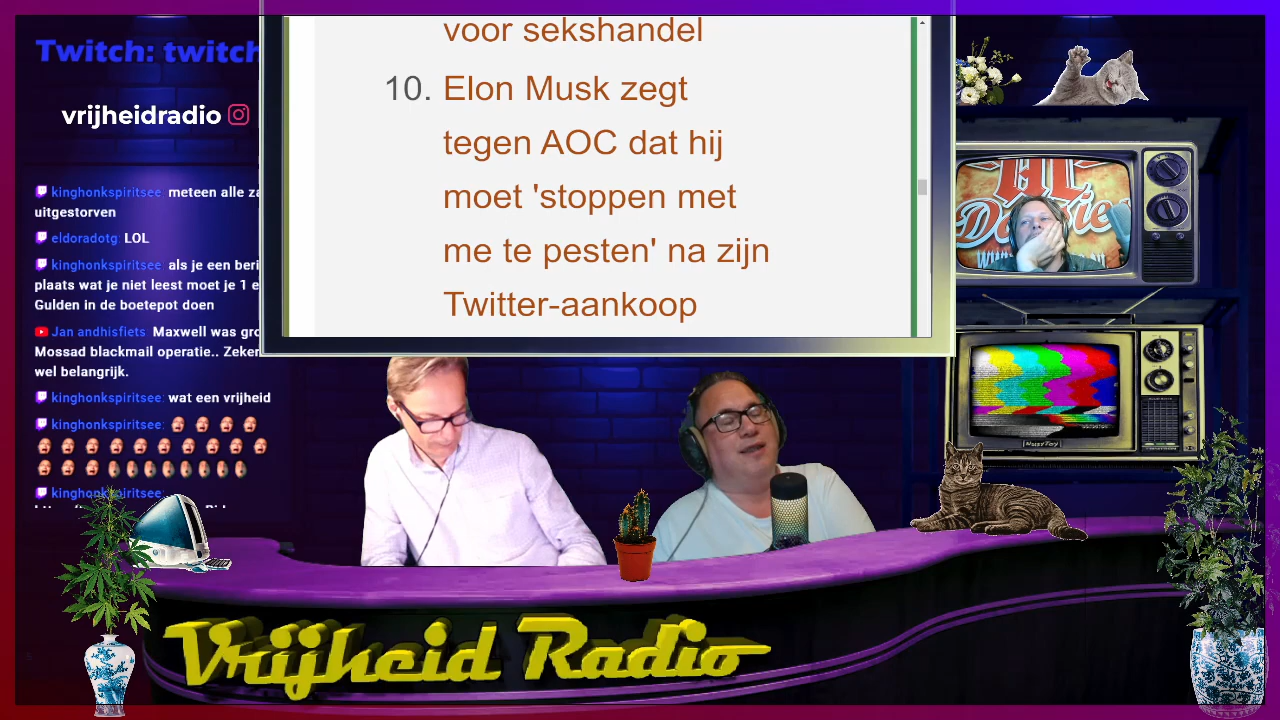 voor sekshandel
10. Elon Musk zegt
tegen AOC dat hij
moet 'stoppen met
me te pesten' na zijn
Twitter-aankoop
Twitch: twitch
vrijheidradio
kinghonkspiritsee: meteen alle za
uitgestorven
eldoradotg: LOL
kinghonkspiritsee: als je een beri
plaats wat je niet leest moet je 1 e
Gulden in de boetepot doen
Jan andhisfiets: Maxwell was gro
Mossad blackmail operatie.. Zeker
wel belangrijk.
kinghonkspiritsee: wat een vrijheid
kinghonkspiritsee:
kinghonkspiritsee:
Vrijheid Radio